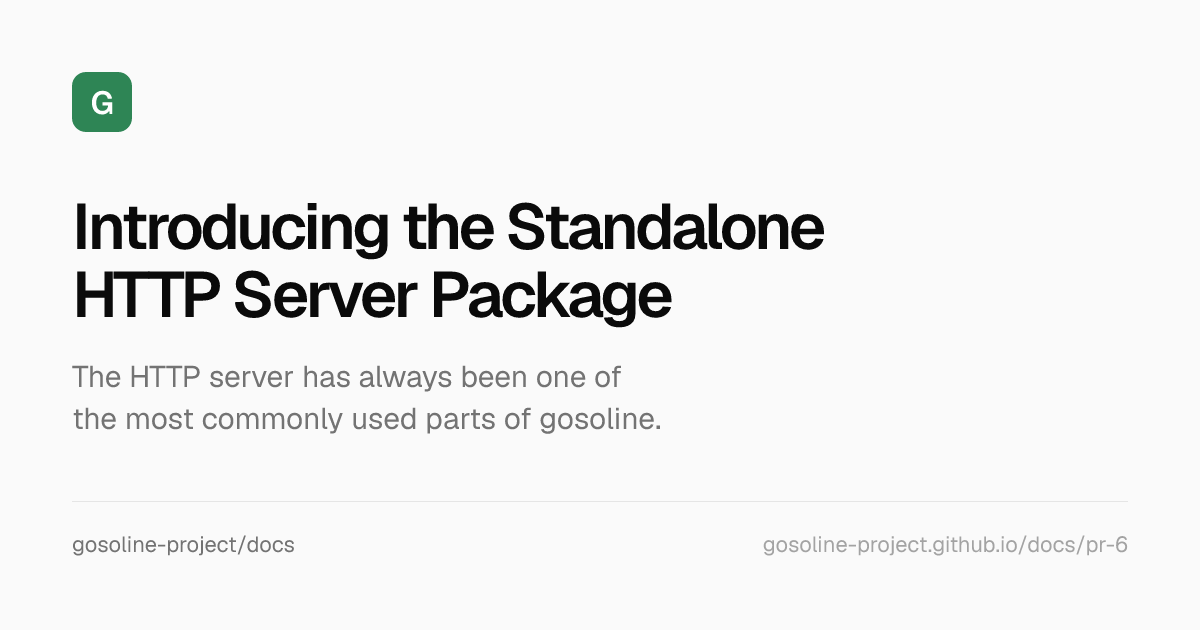 G
Introducing the Standalone
HTTP Server Package
The HTTP server has always been one of
the most commonly used parts of gosoline.
gosoline-project/docs
gosoline-project.github.io/docs/pr-6